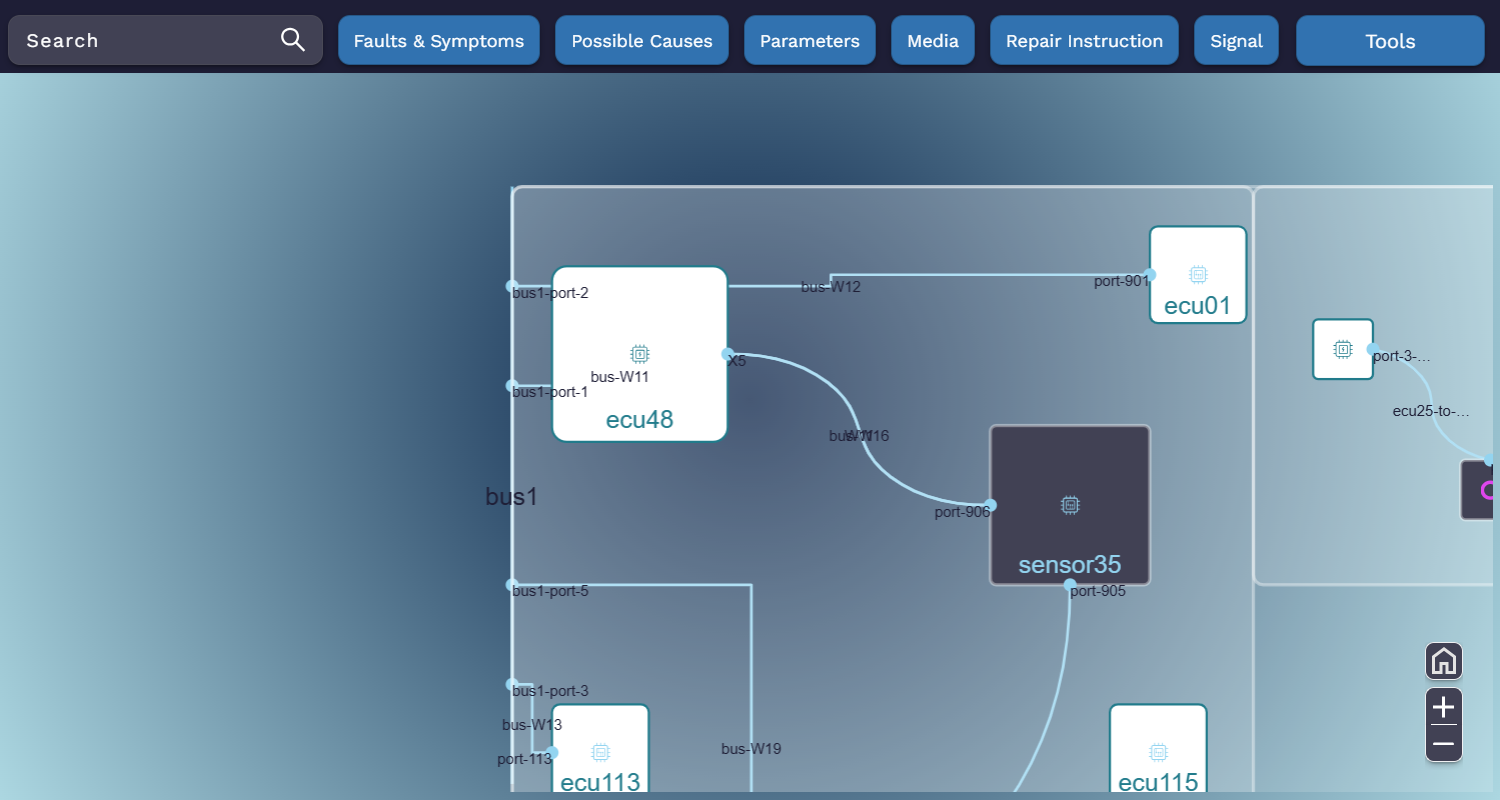 Search
Faults & Symptoms
Possible Causes
Parameters
Media
Repair Instruction
Signal
Tools
bus1-port-2
bus-W12
port-901
ecu01
X5
port-3-...
bus-W11
bus1-port-1
ecu48
ecu25-to-...
bus1
port-906
sensor35
bus1-port-5
port-905
bus1-port-3
bus-W13
bus-W19
port-113
ecu113
ecu115